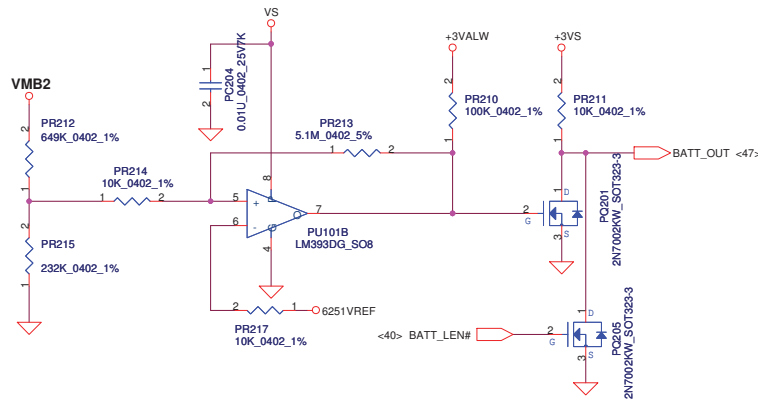 VS
+3VALW
+3VS
1
2
PC204
0.01U_0402_25V7K
VMB2
2
PR212
649K_0402_1%
1
PR213
5.1M_0402_5%
1
2
2
PR210
100K_0402_1%
1
2
PR211
10K_0402_1%
1
BATT_OUT <47>
PR214
10K_0402_1%
1
2
8
5
+
6
-
7
4
PU101B
LM393DG_SO8
2
G
1
D
3
S
PQ201
2N7002KW_SOT323-3
2
PR215
232K_0402_1%
1
2
1
6251VREF
PR217
10K_0402_1%
<40> BATT_LEN#
2
G
1
D
3
S
PQ205
2N7002KW_SOT323-3